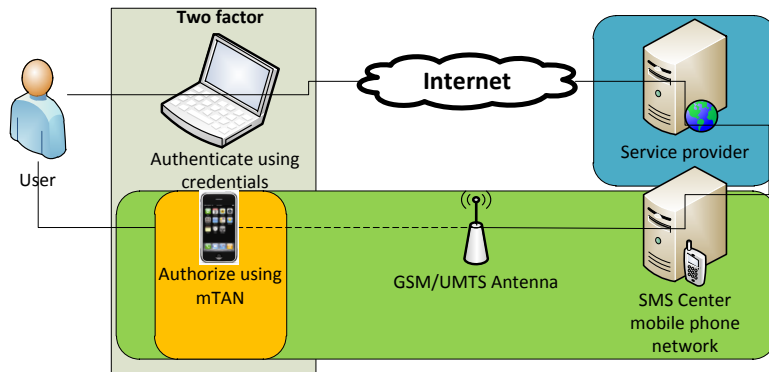 Two factor
Internet
Authenticate using
credentials
Service provider
User
Authorize using
mTAN
GSM/UMTS Antenna
SMS Center
mobile phone
network